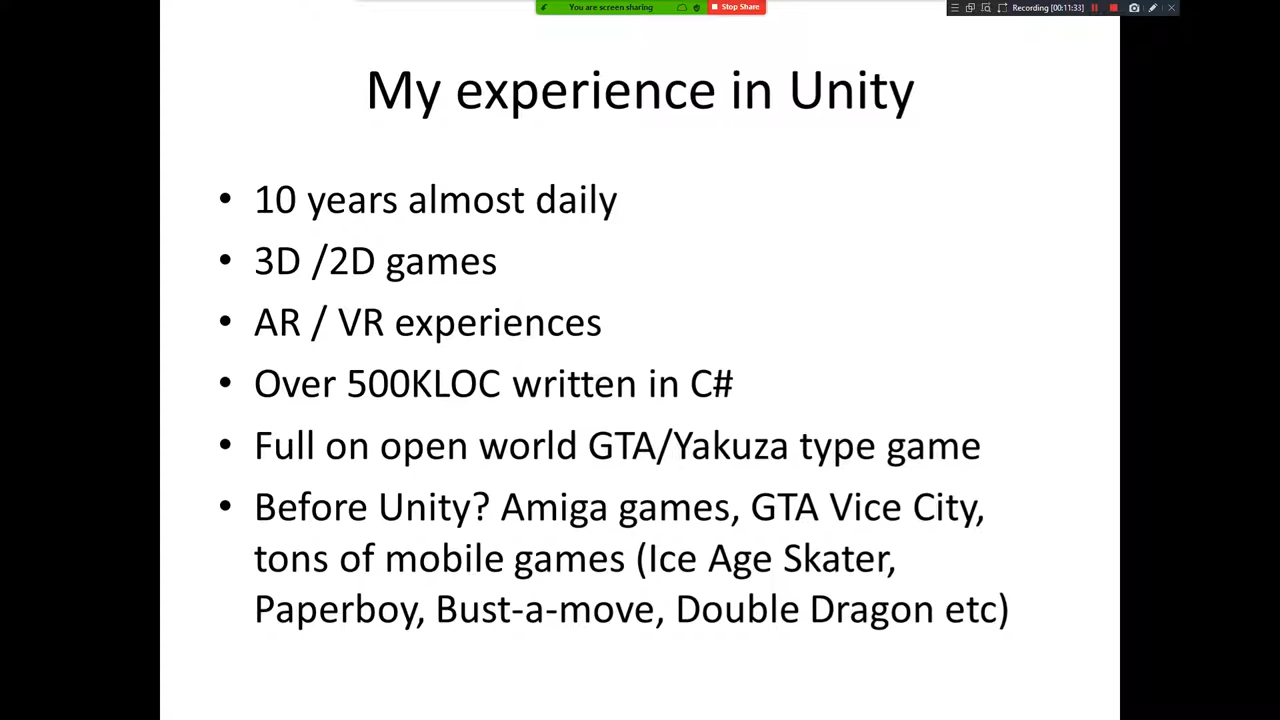 You are screen sharing
Stop Share
Recording [00:11:33]
My experience in Unity
• 10 years almost daily
• 3D /2D games
• AR / VR experiences
• Over 500KLOC written in C#
• Full on open world GTA/Yakuza type game
• Before Unity? Amiga games, GTA Vice City,
tons of mobile games (Ice Age Skater,
Paperboy, Bust-a-move, Double Dragon etc)